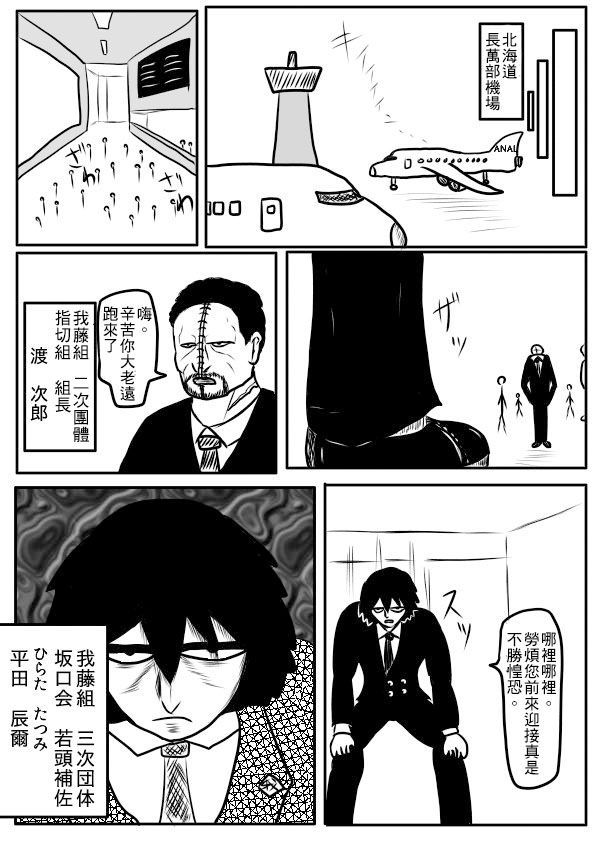 北海道
長萬部機場
ギィィィ
ANAL
ざわ
ざわ
ザッ
嗨。
辛苦你大老遠
跑來了
我藤組　二次團體
指切組　組長
渡　次郎
哪裡哪裡。
勞煩您前來迎接真是
不勝惶恐。
スッ
我藤組　三次団体
坂口会　若頭補佐
ひらた　たつみ
平田　辰爾